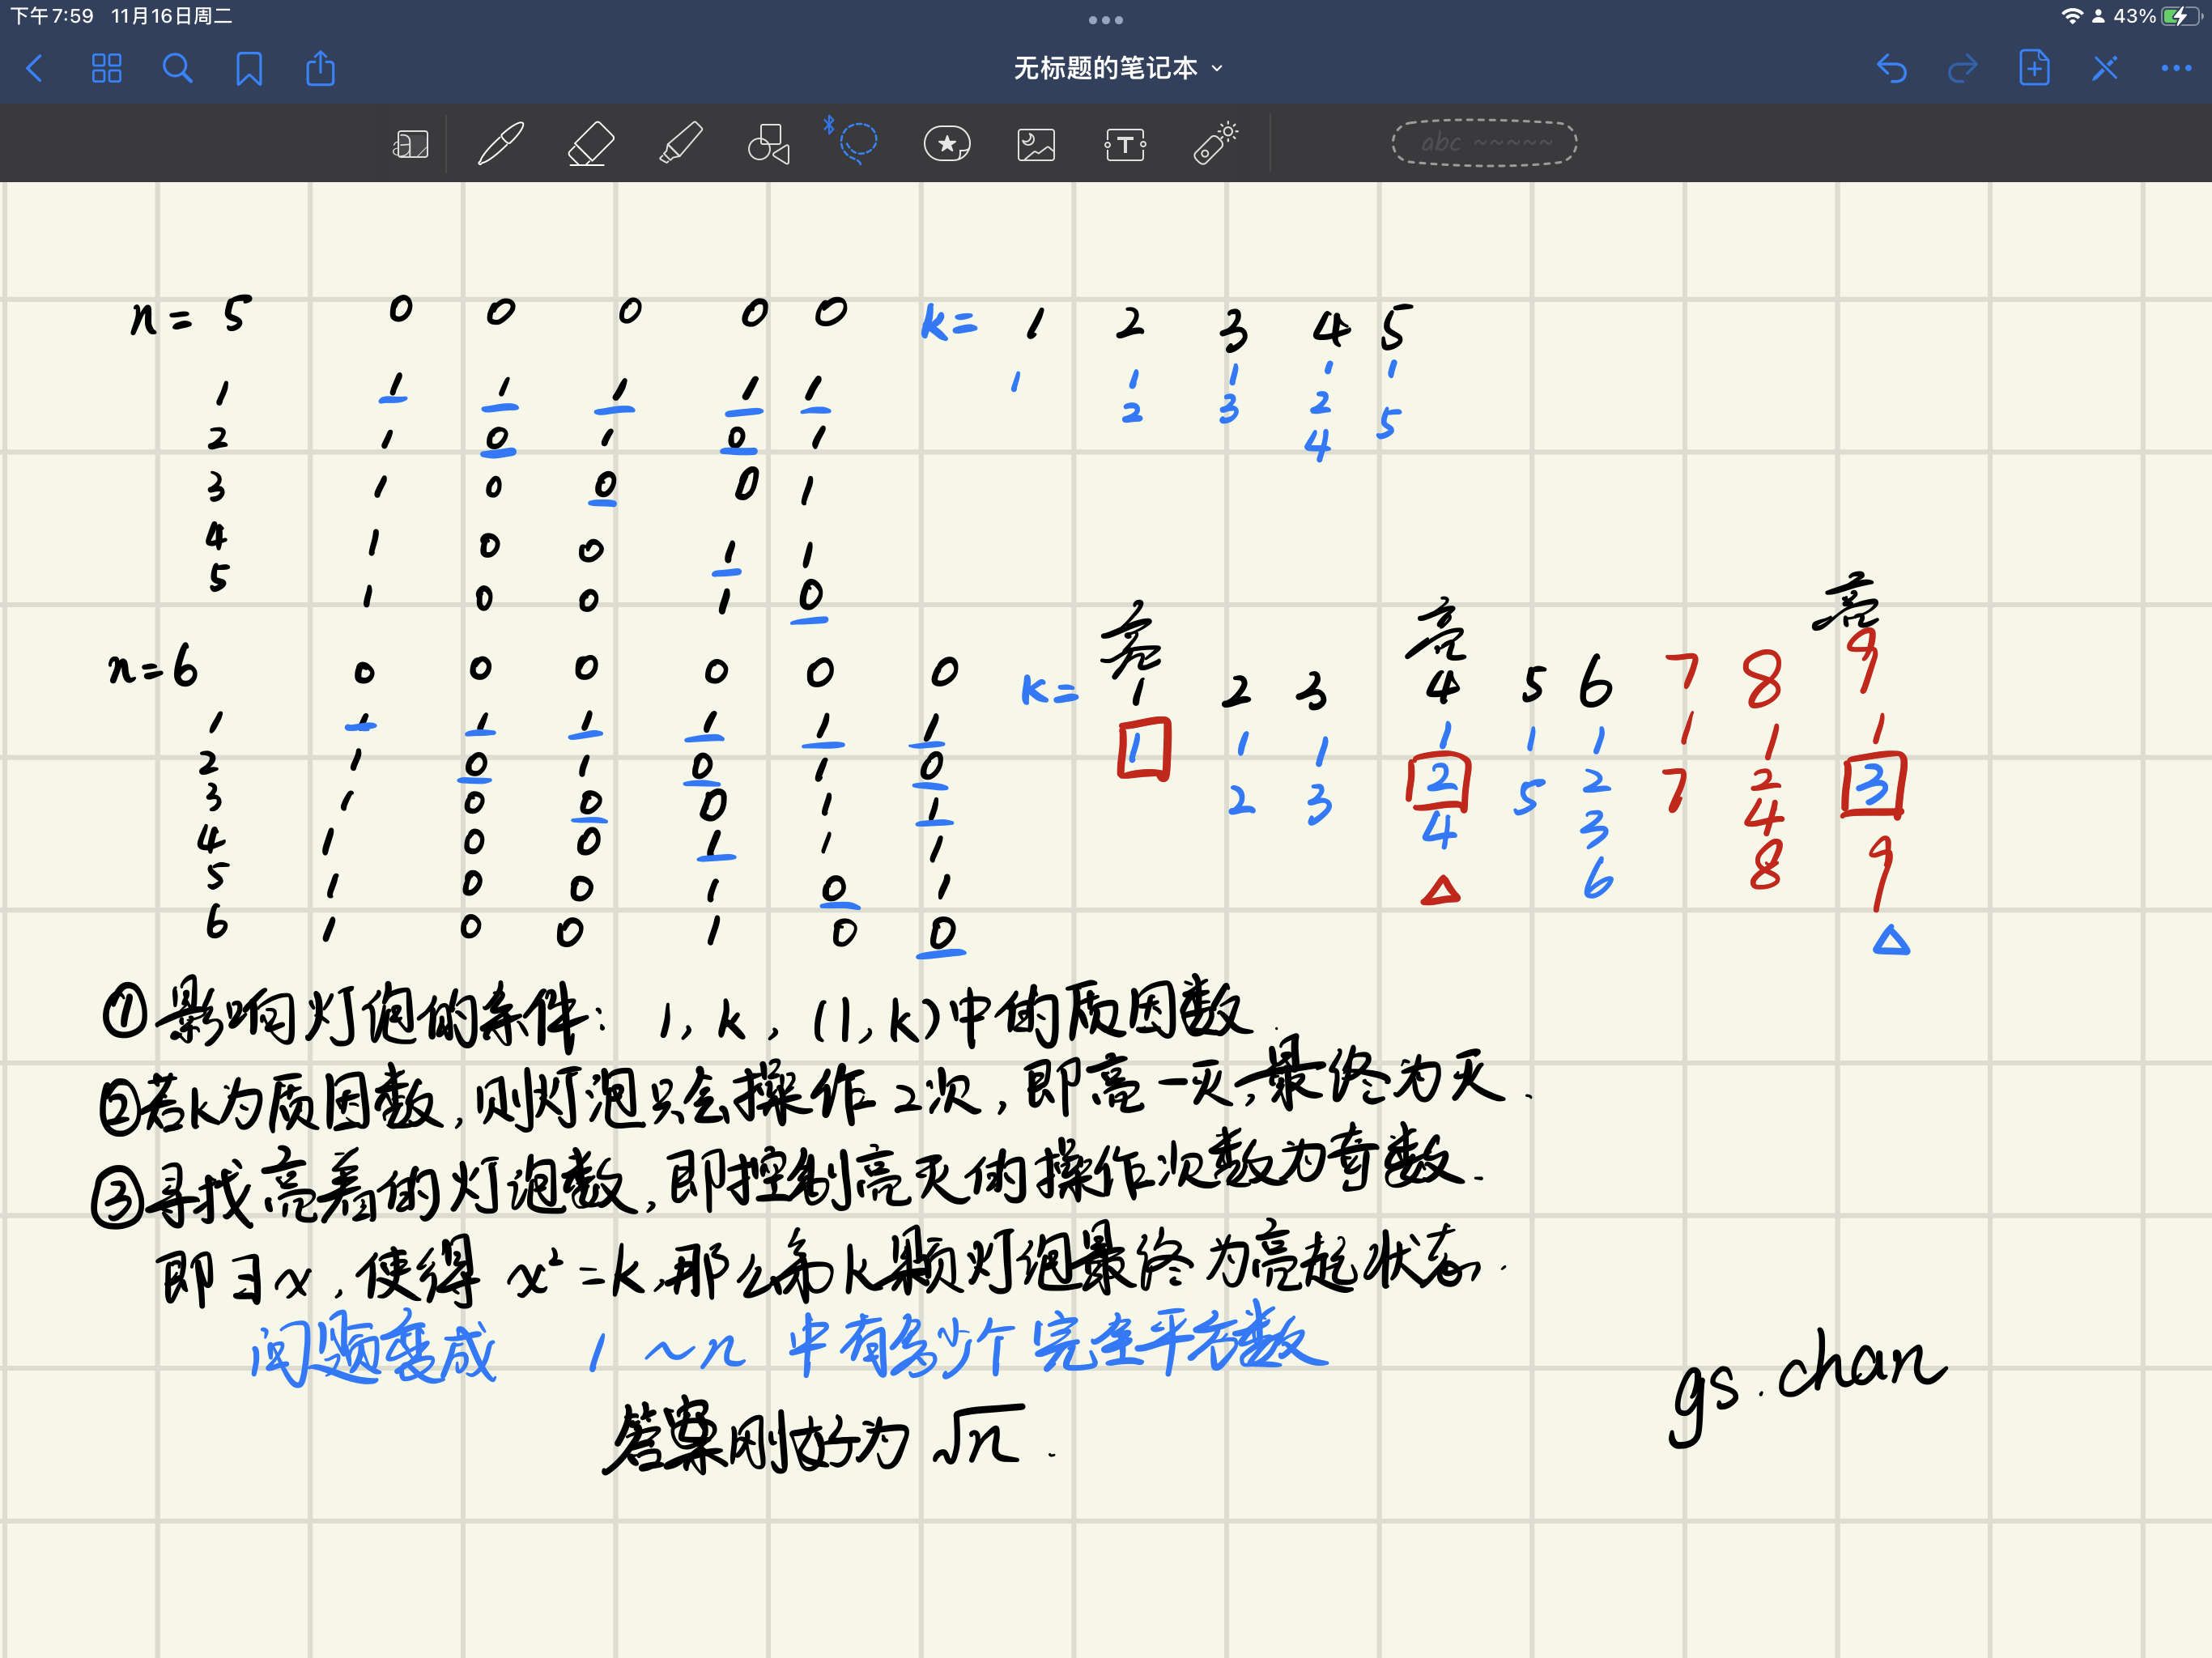 下午7:59 11月16日周二
43%
无标题的笔记本
abc ~~~~~
n= 5 0 0 0 0 0 k= 1 2 3 4 5
1 1 1 1 1 1 1 1 1 1 1
2 1 0 1 0 1 2 3 2 5
3 1 0 0 0 1 4
4 1 0 0 1 1
5 1 0 0 1 0
亮 亮 亮
n=6 0 0 0 0 0 0 k= 1 2 3 4 5 6 7 8 9
1 1 1 1 1 1 1 1 1 1 1 1 1 1 1 1
2 1 0 1 0 1 0 2 3 2 5 2 7 2 3
3 1 0 0 0 1 1 4 3 4 9
4 1 0 0 1 1 1 6 8
5 1 0 0 1 0 1 △
6 1 0 0 1 0 0 △
①影响灯泡的条件: 1, k, (1, k)中的质因数.
②若k为质因数,则灯泡只会操作2次,即亮一灭,最终为灭.
③寻找亮着的灯泡数,即控制亮灭的操作次数为奇数.
即∃x,使得 x²=k,那么第k颗灯泡最终为亮起状态.
问题变成 1~n 中有多少个完全平方数
答案刚好为 √n.
gs.chan